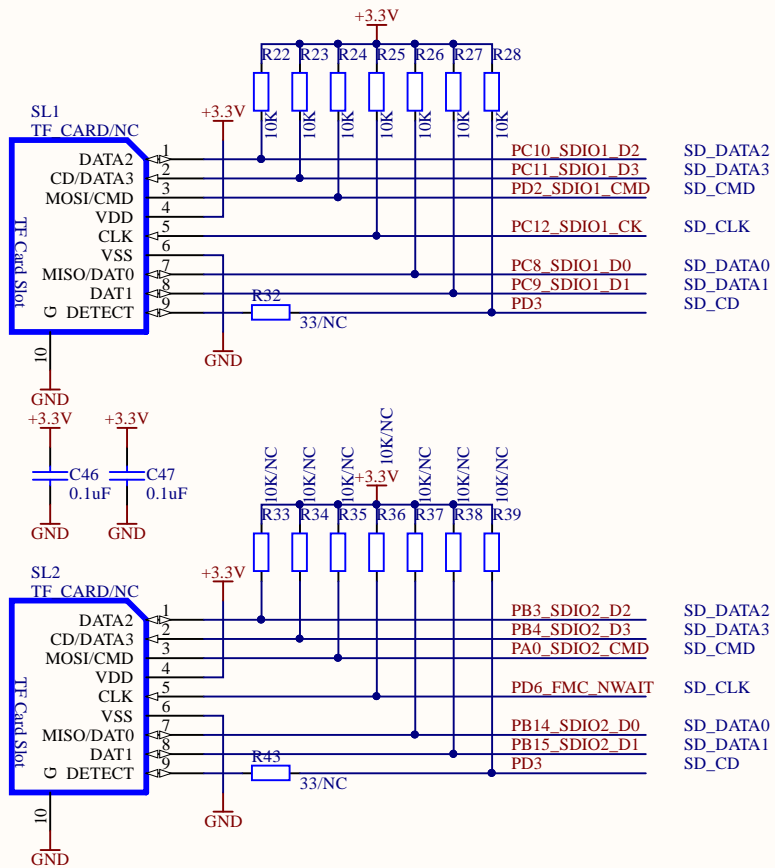 +3.3V
R22 R23 R24 R25 R26 R27 R28
10K 10K 10K 10K 10K 10K 10K
+3.3V
SL1
TF_CARD/NC
TF Card Slot
DATA2 1 PC10_SDIO1_D2 SD_DATA2
CD/DATA3 2 PC11_SDIO1_D3 SD_DATA3
MOSI/CMD 3 PD2_SDIO1_CMD SD_CMD
VDD 4
CLK 5 PC12_SDIO1_CK SD_CLK
VSS 6
MISO/DAT0 7 PC8_SDIO1_D0 SD_DATA0
DAT1 8 PC9_SDIO1_D1 SD_DATA1
G DETECT 9 R32 PD3 SD_CD
33/NC
10
GND
GND
+3.3V +3.3V
C46 C47
0.1uF 0.1uF
GND GND
10K/NC 10K/NC 10K/NC 10K/NC 10K/NC 10K/NC 10K/NC
+3.3V
R33 R34 R35 R36 R37 R38 R39
+3.3V
SL2
TF_CARD/NC
TF Card Slot
DATA2 1 PB3_SDIO2_D2 SD_DATA2
CD/DATA3 2 PB4_SDIO2_D3 SD_DATA3
MOSI/CMD 3 PA0_SDIO2_CMD SD_CMD
VDD 4
CLK 5 PD6_FMC_NWAIT SD_CLK
VSS 6
MISO/DAT0 7 PB14_SDIO2_D0 SD_DATA0
DAT1 8 PB15_SDIO2_D1 SD_DATA1
G DETECT 9 R43 PD3 SD_CD
33/NC
10
GND
GND